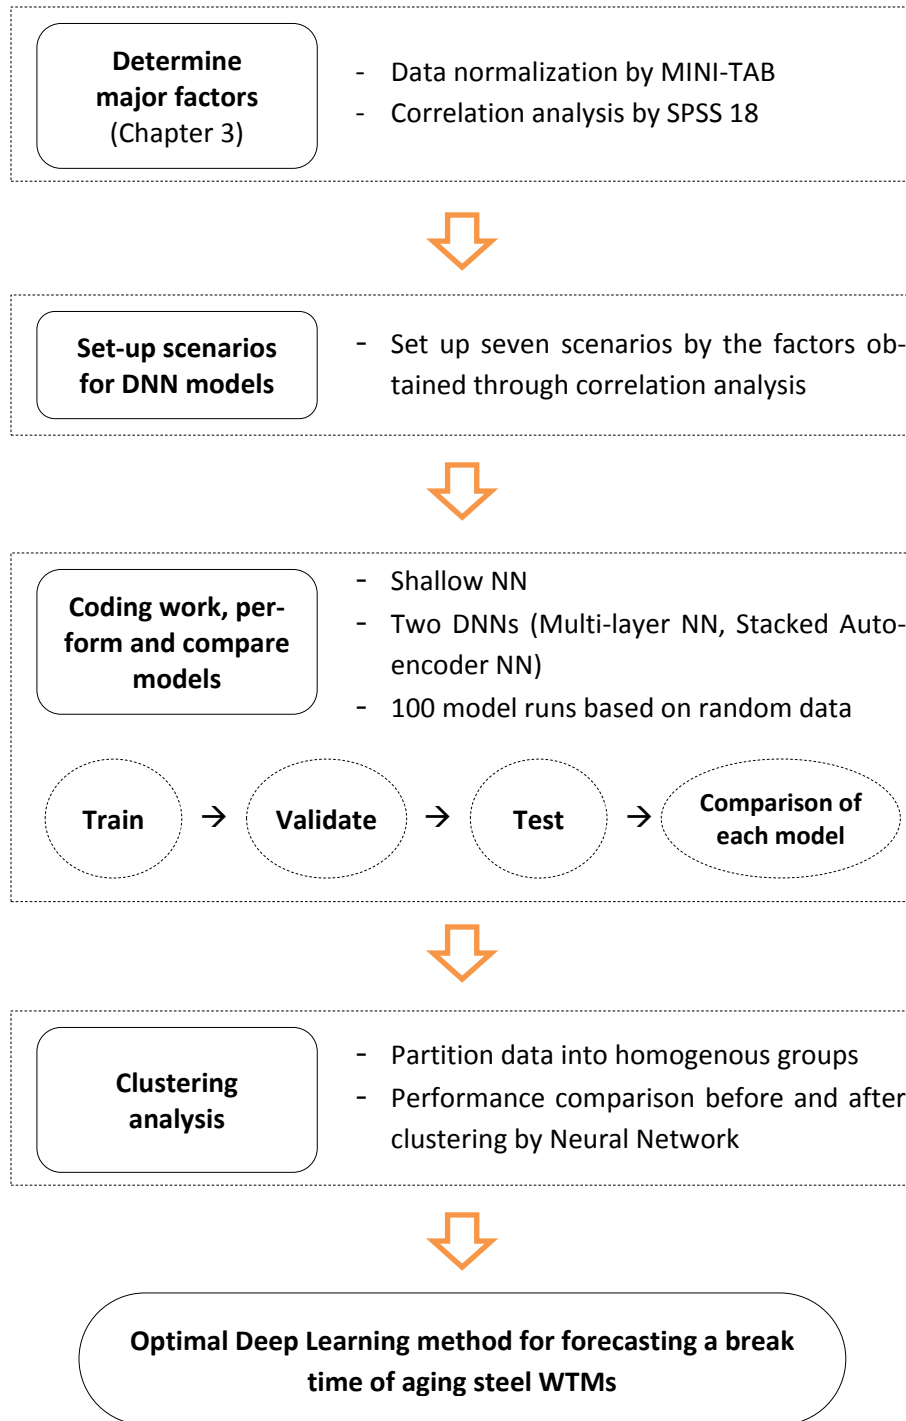 Determine
major factors
(Chapter 3)
- Data normalization by MINI-TAB
- Correlation analysis by SPSS 18
Set-up scenarios
for DNN models
- Set up seven scenarios by the factors ob-
tained through correlation analysis
Coding work, per-
form and compare
models
- Shallow NN
- Two DNNs (Multi-layer NN, Stacked Auto-
encoder NN)
- 100 model runs based on random data
Train → Validate → Test → Comparison of
each model
Clustering
analysis
- Partition data into homogenous groups
- Performance comparison before and after
clustering by Neural Network
Optimal Deep Learning method for forecasting a break
time of aging steel WTMs